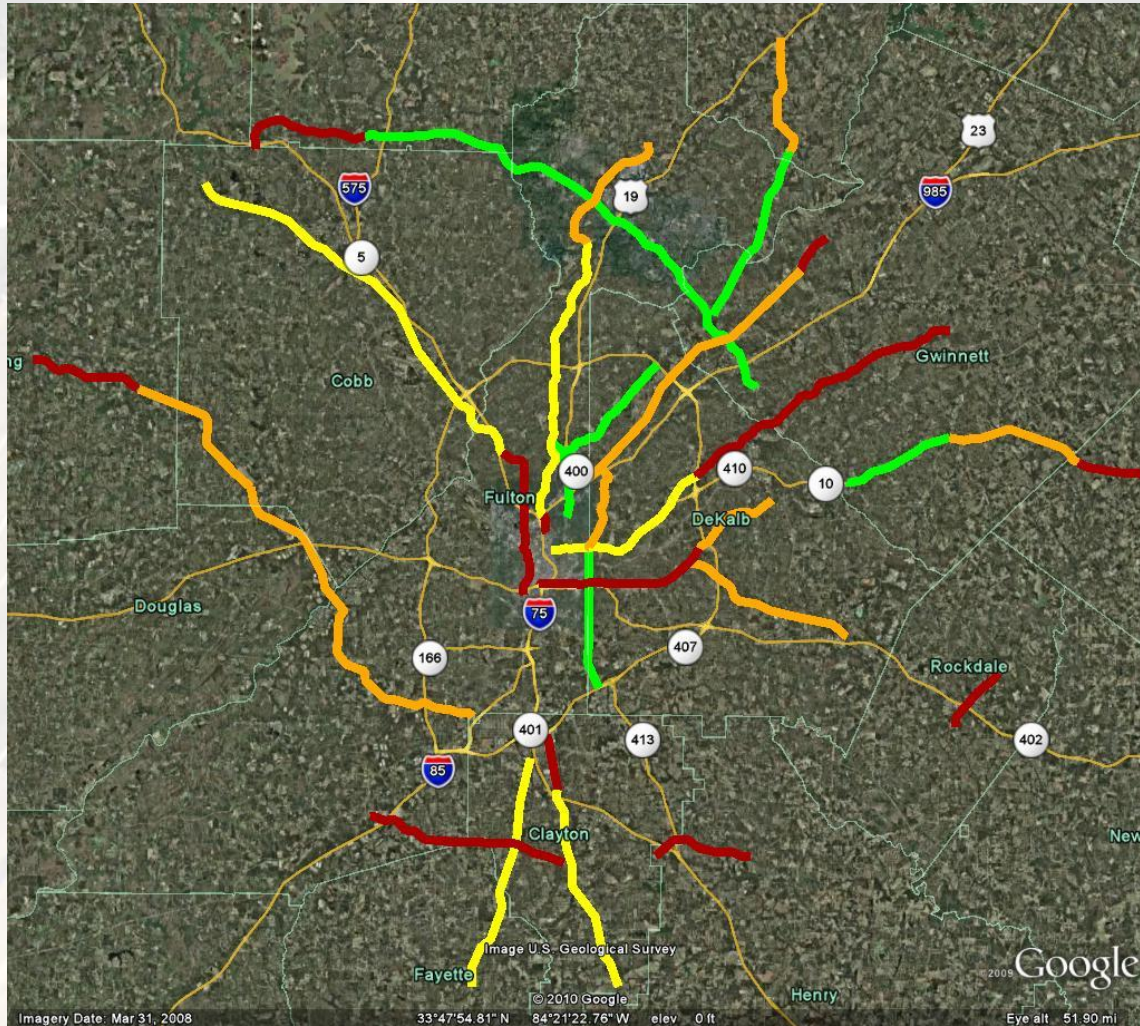 23
575
19
985
5
ng
Cobb
Gwinnett
400
410
10
Fulton
DeKalb
Douglas
75
166
407
Rockdale
401
413
402
85
Clayton
New
Image U.S. Geological Survey
Fayette
©2009 Google
© 2010 Google
Henry
Imagery Date: Mar 31, 2008 33°47'54.81" N 84°21'22.76" W elev 0 ft Eye alt 51.90 mi